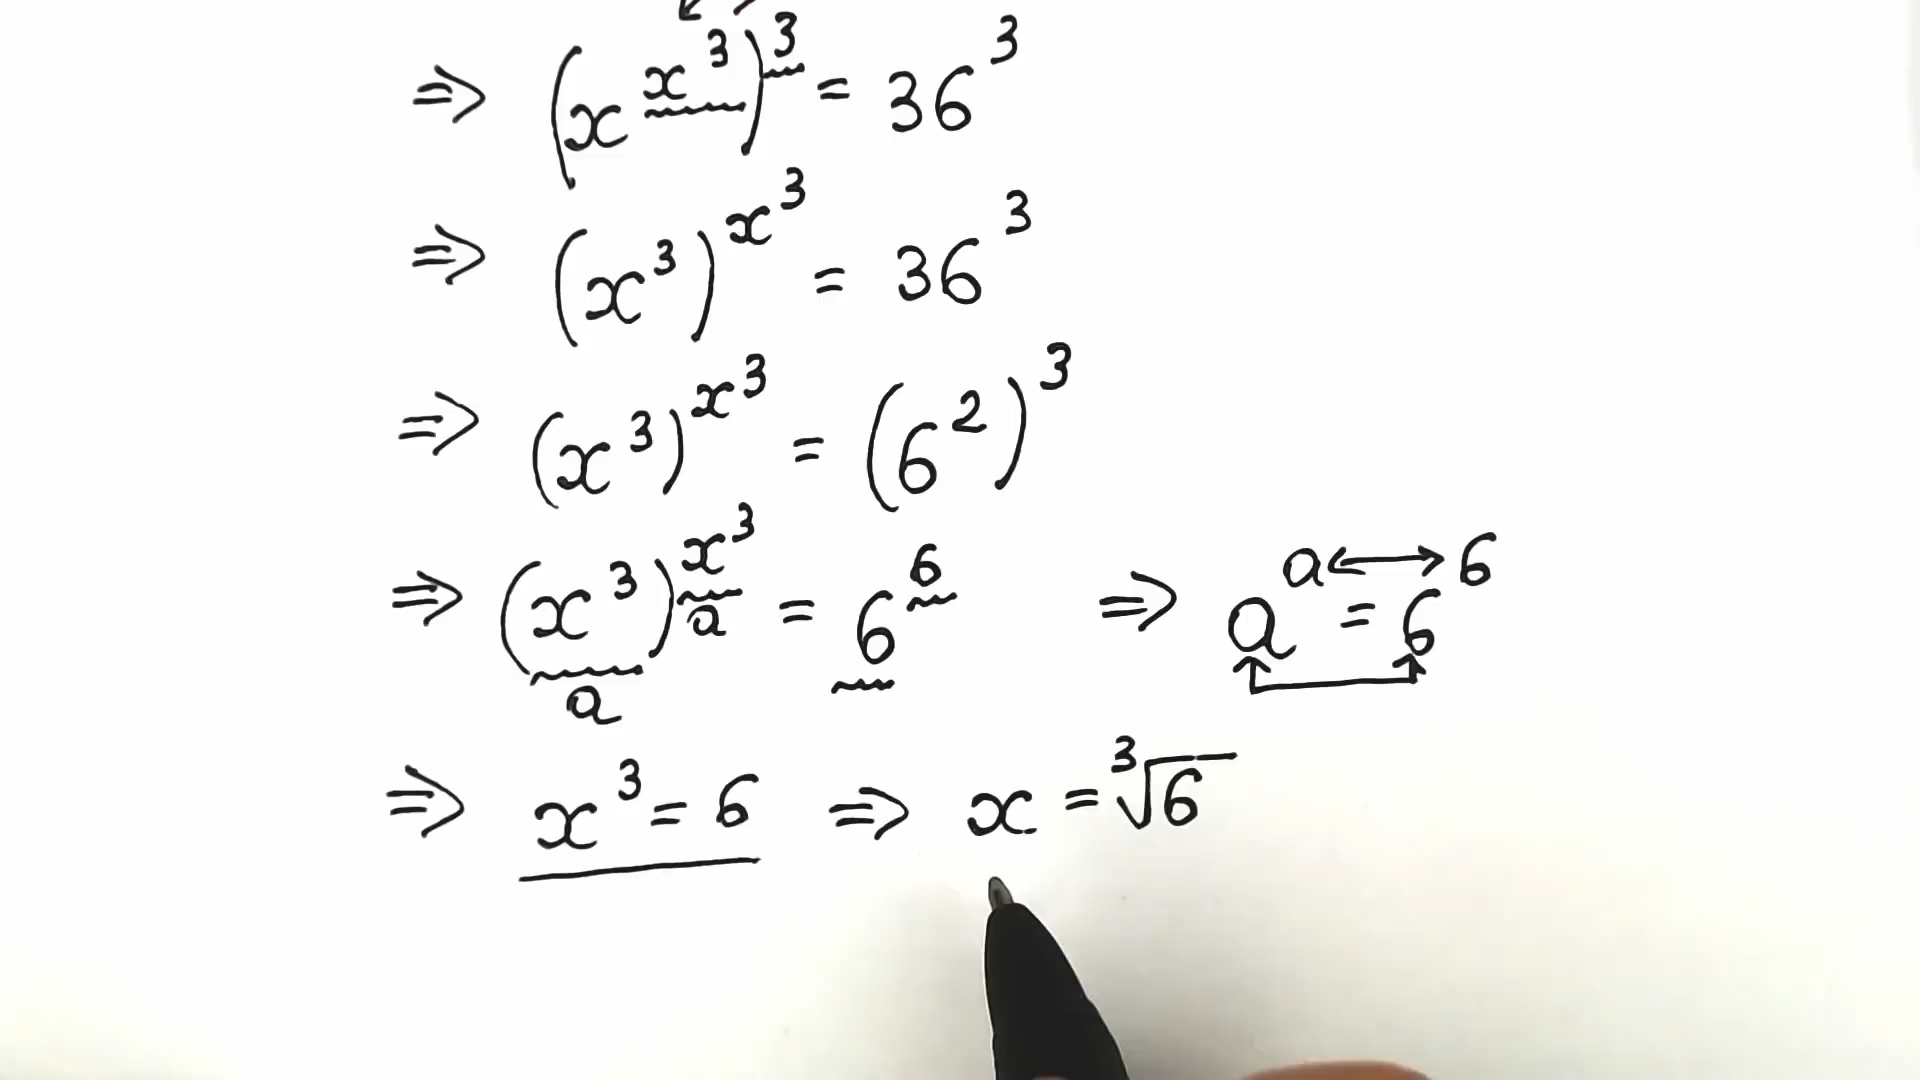 ⇒ (x^x^3)^3 = 36^3
⇒ (x^3)^x^3 = 36^3
⇒ (x^3)^x^3 = (6^2)^3
⇒ (x^3)^x^3 = 6^6 ⇒ a^a = 6^6
a a
⇒ x^3 = 6 ⇒ x = ∛6